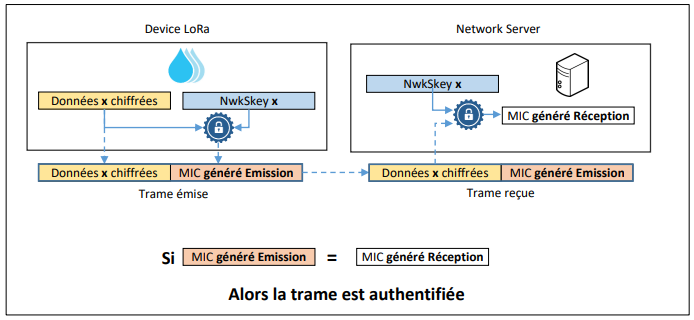 Device LoRa
Network Server
Données x chiffrées
NwkSkey x
NwkSkey x
MIC généré Réception
Données x chiffrées
MIC généré Emission
Données x chiffrées
MIC généré Emission
Trame émise
Trame reçue
Si MIC généré Emission = MIC généré Réception
Alors la trame est authentifiée